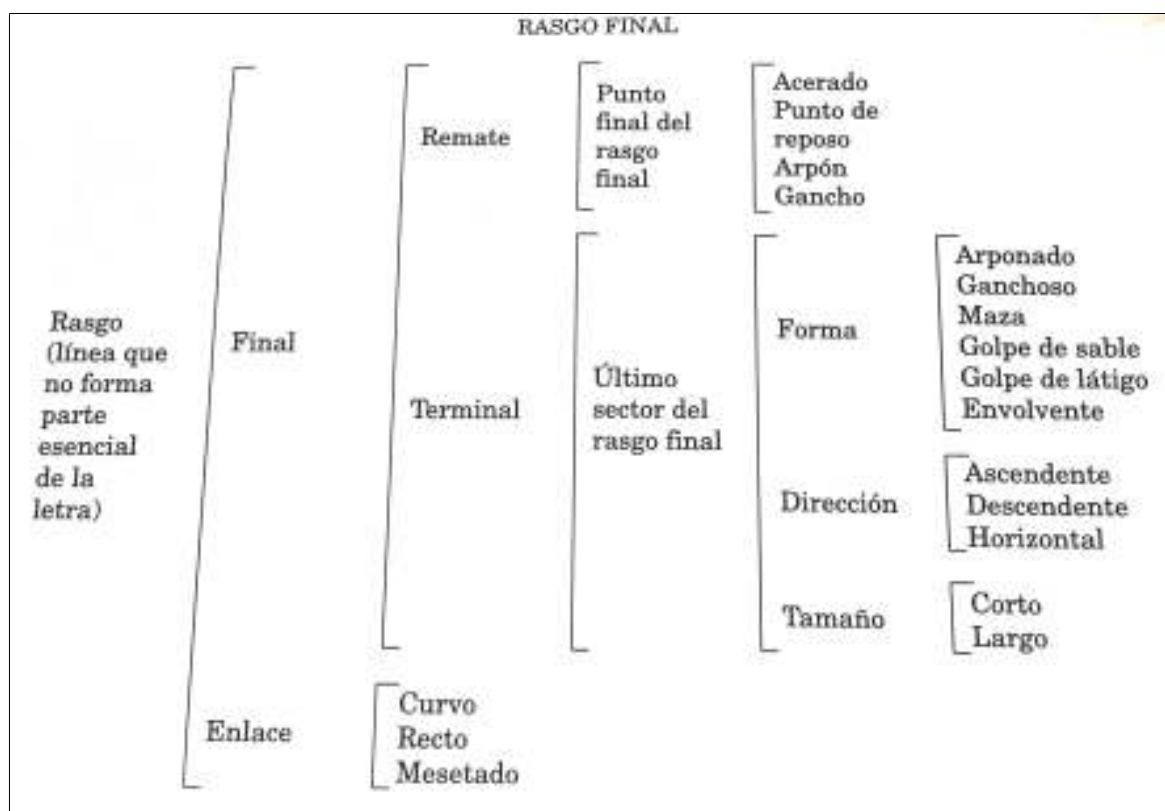 RASGO FINAL
Rasgo
(línea que
no forma
parte
esencial
de la
letra)
Final
Remate
Punto
final del
rasgo
final
Acerado
Punto de
reposo
Arpón
Gancho
Terminal
Último
sector del
rasgo final
Forma
Arponado
Ganchoso
Maza
Golpe de sable
Golpe de látigo
Envolvente
Dirección
Ascendente
Descendente
Horizontal
Tamaño
Corto
Largo
Enlace
Curvo
Recto
Mesetado